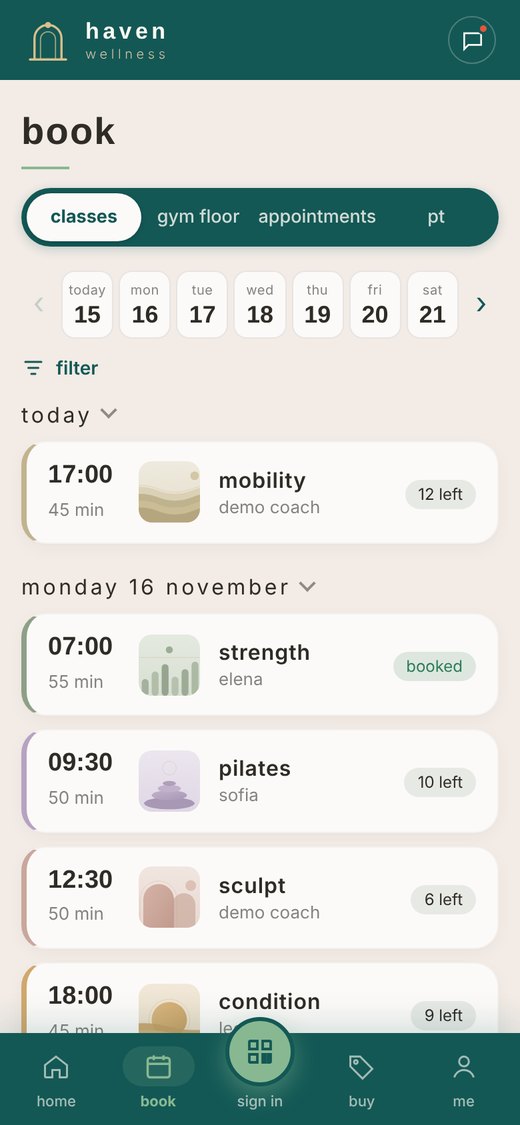 haven
wellness
book
classes gym floor appointments pt
today mon tue wed thu fri sat
15 16 17 18 19 20 21
filter
today
17:00 mobility 12 left
45 min demo coach
monday 16 november
07:00 strength booked
55 min elena
09:30 pilates 10 left
50 min sofia
12:30 sculpt 6 left
50 min demo coach
18:00 condition 9 left
45 min
home book sign in buy me